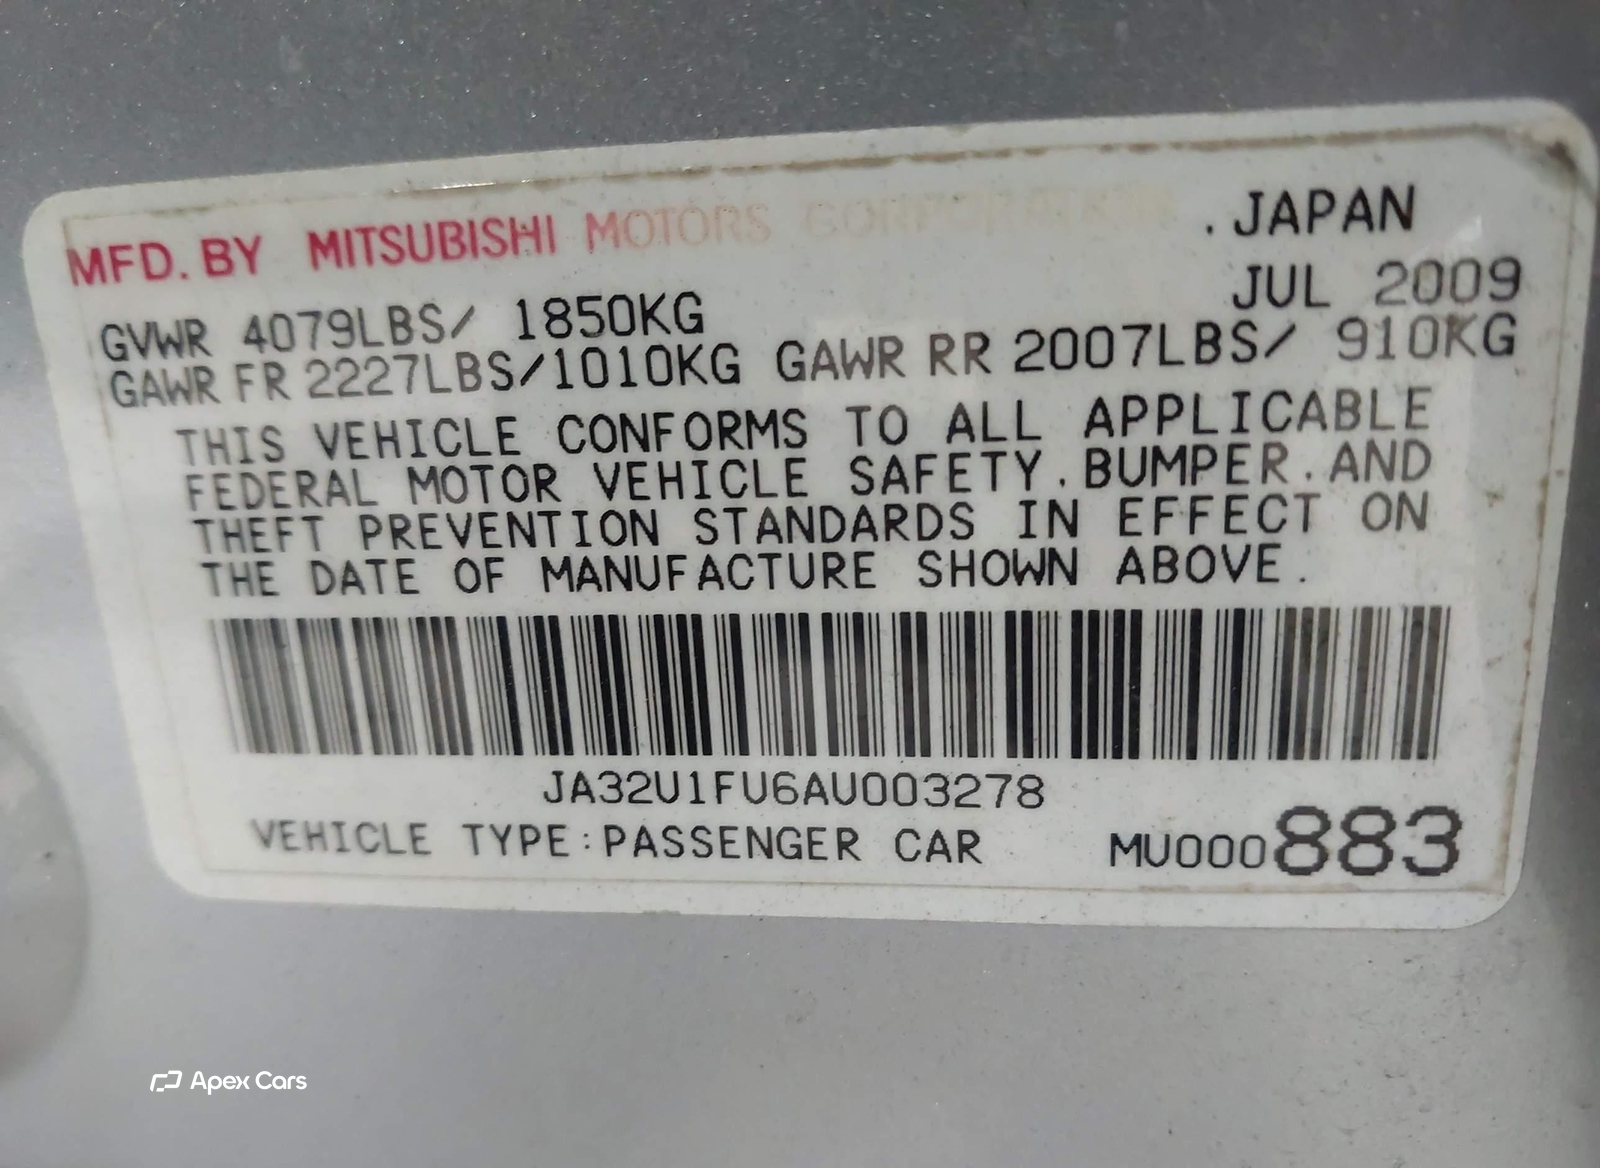 MFD. BY MITSUBISHI MOTORS CORPORATION . JAPAN
JUL 2009
GVWR 4079LBS/ 1850KG
GAWR FR 2227LBS/1010KG GAWR RR 2007LBS/ 910KG
THIS VEHICLE CONFORMS TO ALL APPLICABLE
FEDERAL MOTOR VEHICLE SAFETY.BUMPER.AND
THEFT PREVENTION STANDARDS IN EFFECT ON
THE DATE OF MANUFACTURE SHOWN ABOVE.
JA32U1FU6AU003278
VEHICLE TYPE:PASSENGER CAR MU000883
Apex Cars